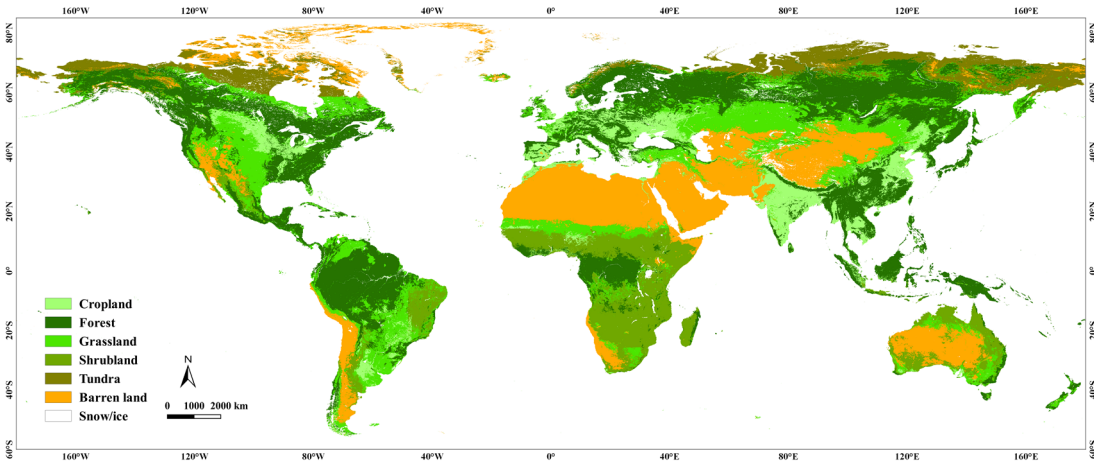 160°W 120°W 80°W 40°W 0° 40°E 80°E 120°E 160°E
80°N 80°N
60°N 60°N
40°N 40°N
20°N 20°N
0° 0°
20°S 20°S
40°S 40°S
60°S 60°S
Cropland
Forest
Grassland
Shrubland
Tundra
Barren land
Snow/ice
N
0 1000 2000 km
160°W 120°W 80°W 40°W 0° 40°E 80°E 120°E 160°E